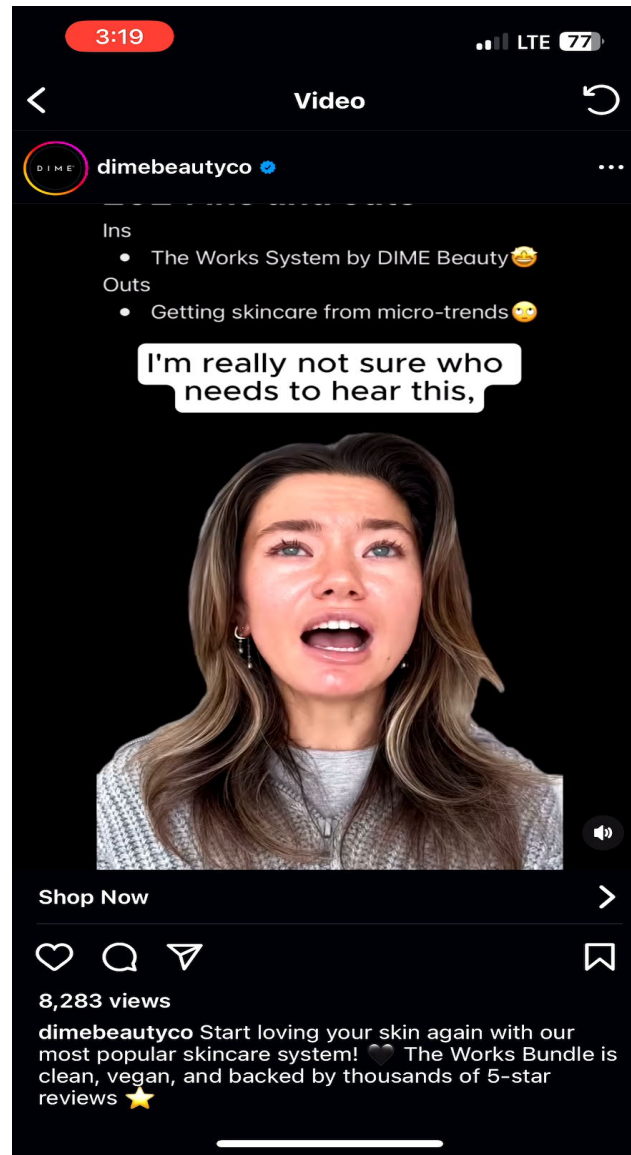 3:19
LTE 77
Video
DIME
dimebeautyco
Ins
• The Works System by DIME Beauty🤩
Outs
• Getting skincare from micro-trends🙄
I'm really not sure who
needs to hear this,
Shop Now
8,283 views
dimebeautyco Start loving your skin again with our
most popular skincare system! 🖤 The Works Bundle is
clean, vegan, and backed by thousands of 5-star
reviews ⭐